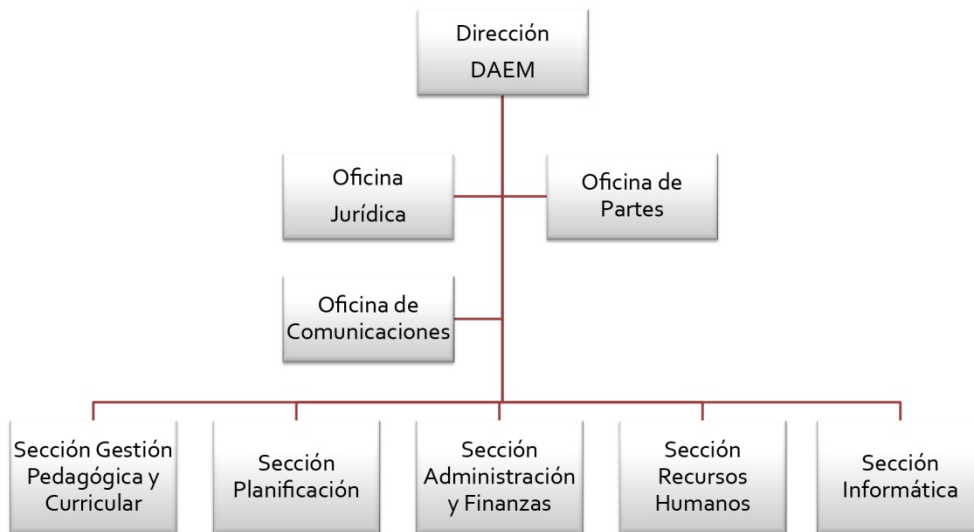 Dirección
DAEM
Oficina
Jurídica
Oficina de
Partes
Oficina de
Comunicaciones
Sección Gestión
Pedagógica y
Curricular
Sección
Planificación
Sección
Administración
y Finanzas
Sección
Recursos
Humanos
Sección
Informática